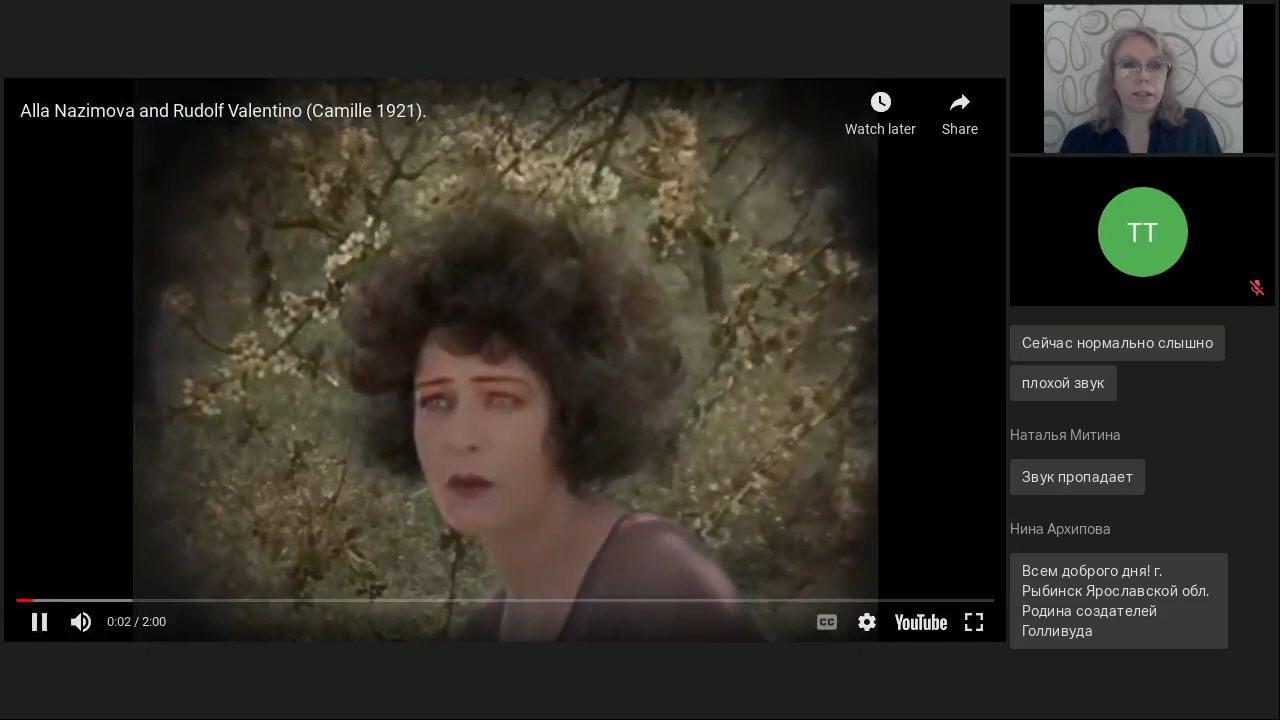 Alla Nazimova and Rudolf Valentino (Camille 1921).
Watch later
Share
0:02 / 2:00
CC
YouTube
TT
Сейчас нормально слышно
плохой звук
Наталья Митина
Звук пропадает
Нина Архипова
Всем доброго дня! г.
Рыбинск Ярославской обл.
Родина создателей
Голливуда